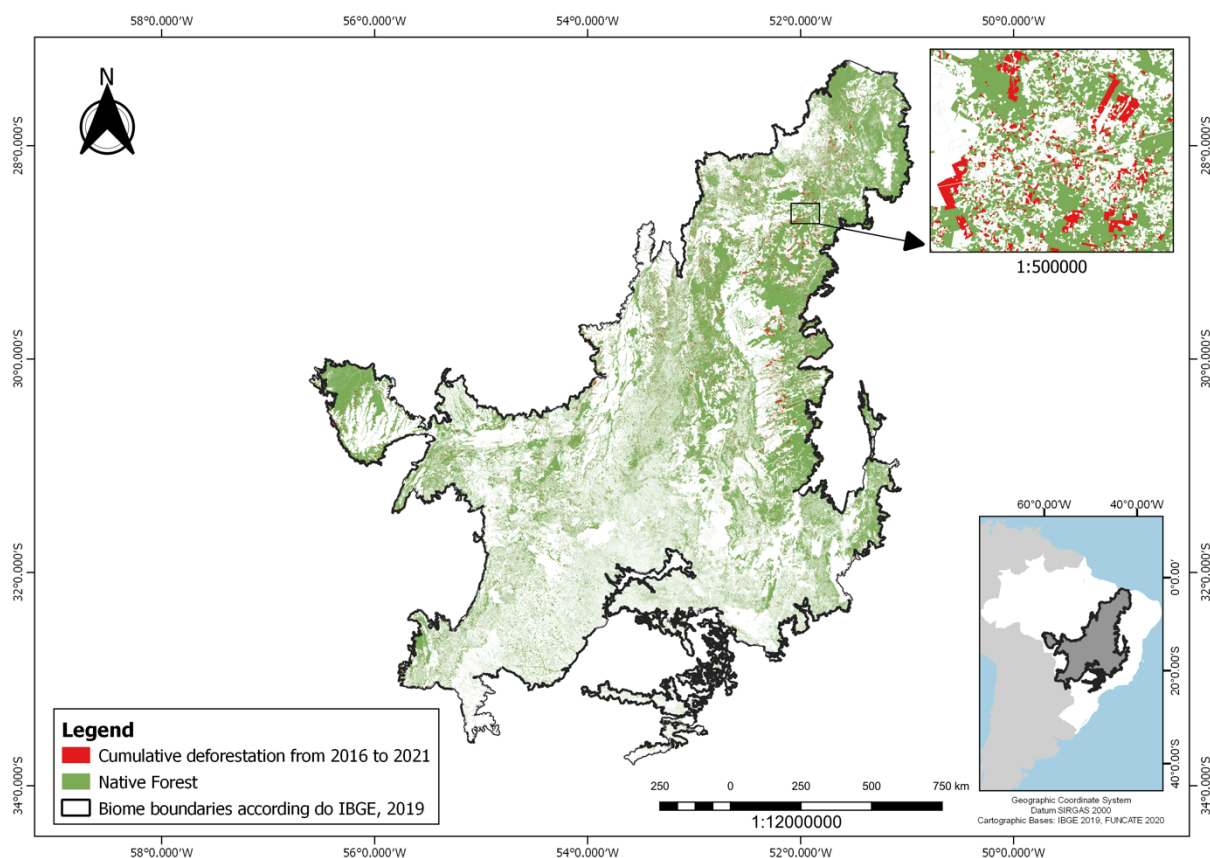 58°0.000'W 56°0.000'W 54°0.000'W 52°0.000'W 50°0.000'W
N
28°0.000'S 28°0.000'S
1:500000
30°0.000'S 30°0.000'S
60°0.00'W 40°0.00'W
32°0.000'S 32°0.000'S
0°0.00'
20°0.00'S
40°0.00'S
34°0.000'S 34°0.000'S
Legend
Cumulative deforestation from 2016 to 2021
Native Forest
Biome boundaries according do IBGE, 2019
250 0 250 500 750 km
1:12000000
Geographic Coordinate System
Datum SIRGAS 2000
Cartographic Bases: IBGE 2019, FUNCATE 2020
58°0.000'W 56°0.000'W 54°0.000'W 52°0.000'W 50°0.000'W